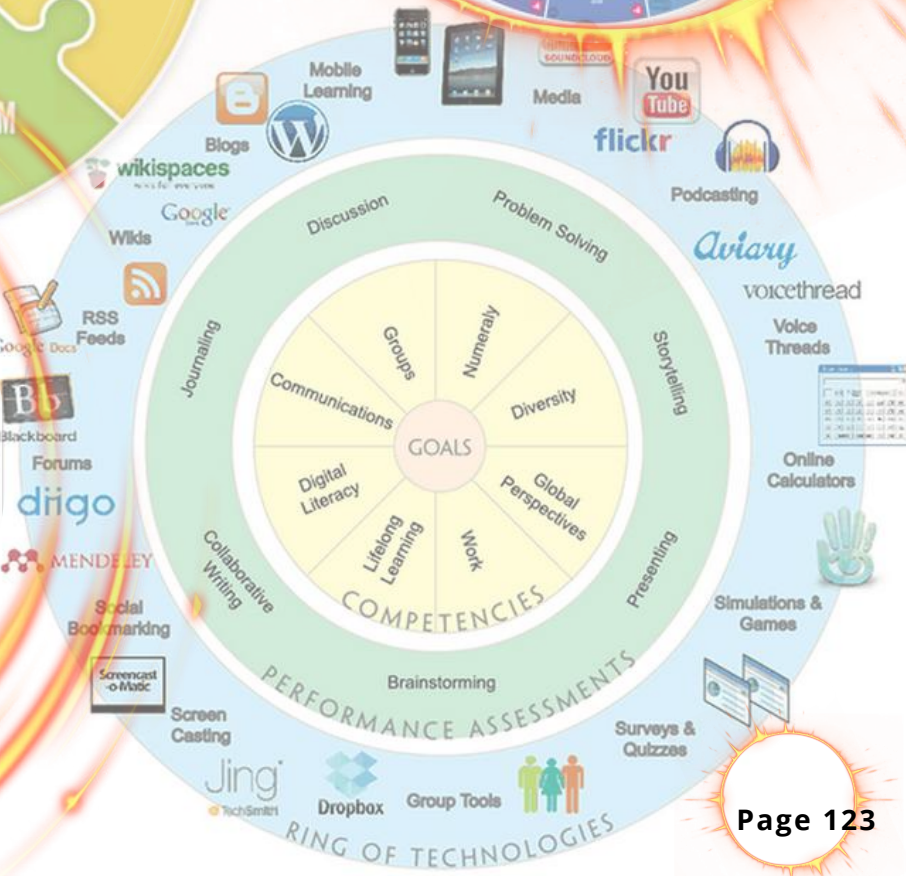 M
Mobile
Learning
SOUNDCLOUD
Media
You
Tube
flickr
Blogs
wikispaces
Google
Wikis
Podcasting
Aviary
voicethread
Voice
Threads
RSS
Feeds
Google Docs
Bb
Blackboard
Forums
diigo
MENDELEY
Social
Bookmarking
Screencast
-o-Matic
Screen
Casting
Jing
TechSmith
Dropbox
Group Tools
Surveys &
Quizzes
Simulations &
Games
Online
Calculators
RING OF TECHNOLOGIES
Discussion
Problem Solving
Storytelling
Presenting
Brainstorming
Collaborative
Writing
Journaling
PERFORMANCE ASSESSMENTS
Groups
Numeraly
Diversity
Global
Perspectives
Work
Lifelong
Learning
Digital
Literacy
Communications
COMPETENCIES
GOALS
Page 123